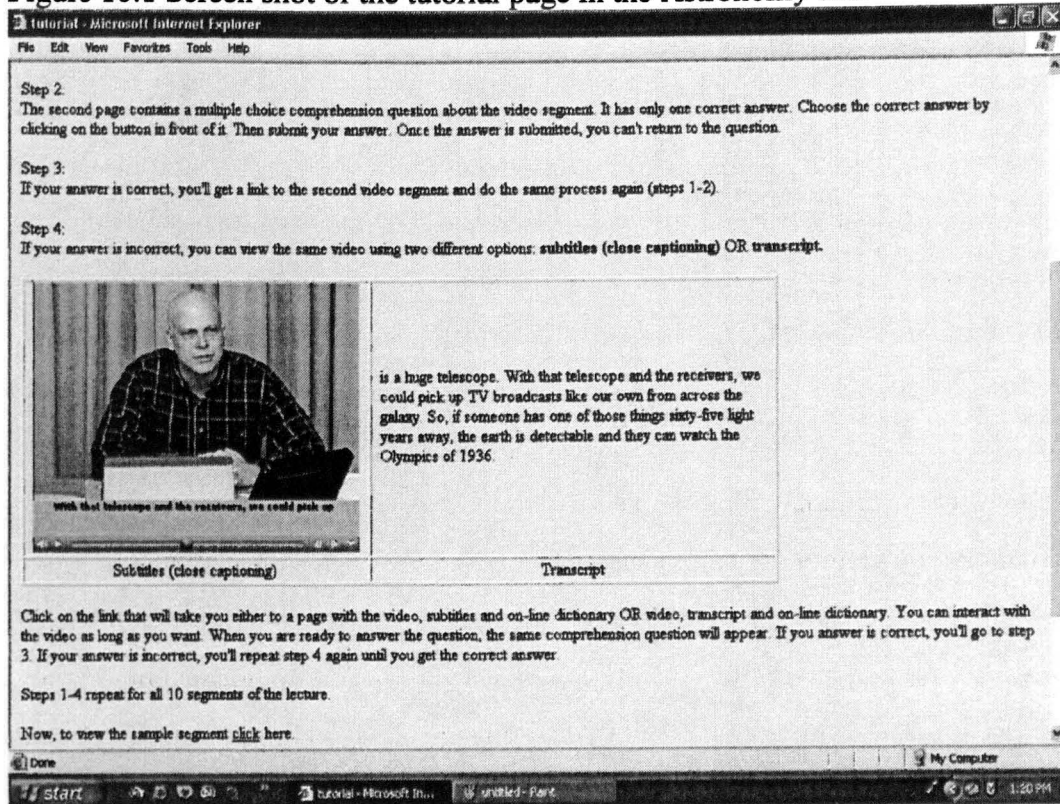 Figure 10.1 Screen shot of the tutorial page in the Astronomy
tutorial - Microsoft Internet Explorer
File Edit View Favorites Tools Help
Step 2:
The second page contains a multiple choice comprehension question about the video segment. It has only one correct answer. Choose the correct answer by
clicking on the button in front of it. Then submit your answer. Once the answer is submitted, you can't return to the question.
Step 3:
If your answer is correct, you'll get a link to the second video segment and do the same process again (steps 1-2).
Step 4:
If your answer is incorrect, you can view the same video using two different options: subtitles (close captioning) OR transcript.
With that telescope and the receivers, we could pick up
is a huge telescope. With that telescope and the receivers, we
could pick up TV broadcasts like our own from across the
galaxy. So, if someone has one of those things sixty-five light
years away, the earth is detectable and they can watch the
Olympics of 1936.
Subtitles (close captioning)
Transcript
Click on the link that will take you either to a page with the video, subtitles and on-line dictionary OR video, transcript and on-line dictionary. You can interact with
the video as long as you want. When you are ready to answer the question, the same comprehension question will appear. If you answer is correct, you'll go to step
3. If your answer is incorrect, you'll repeat step 4 again until you get the correct answer.
Steps 1-4 repeat for all 10 segments of the lecture.
Now, to view the sample segment click here.
Done
My Computer
start
tutorial - Microsoft In...
untitled - Paint
1:20 PM